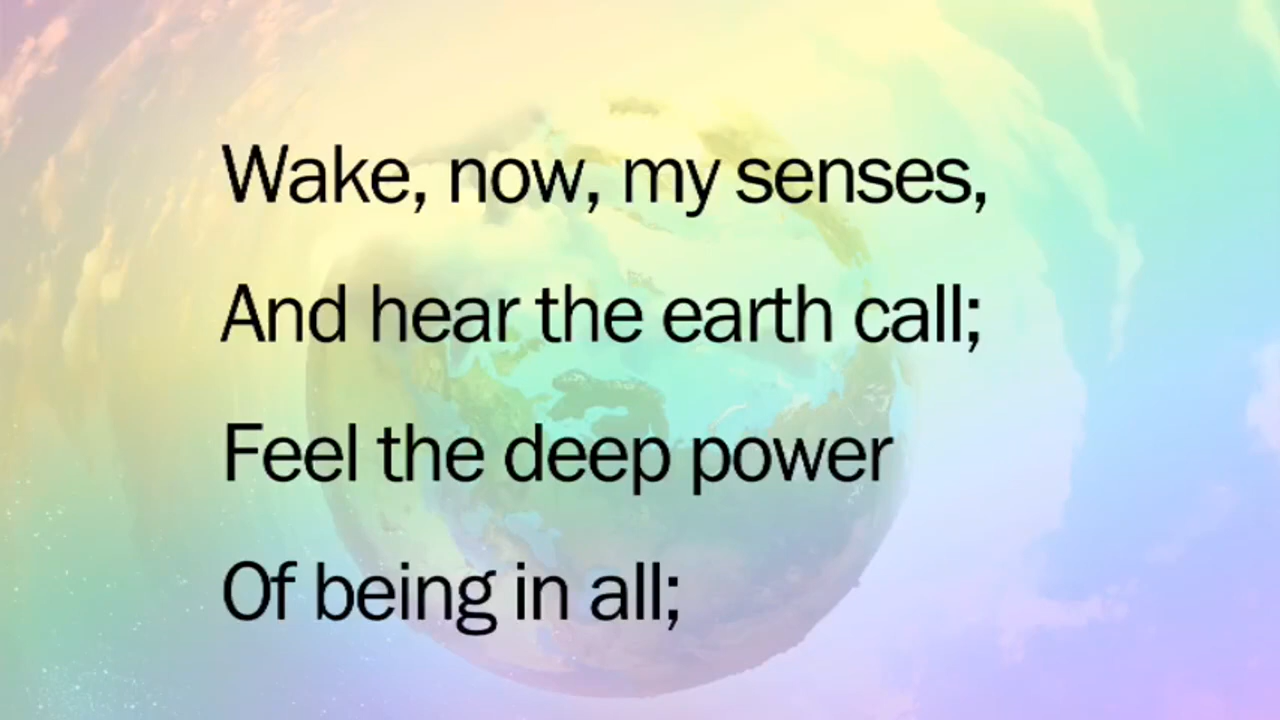 Wake, now, my senses,
And hear the earth call;
Feel the deep power
Of being in all;